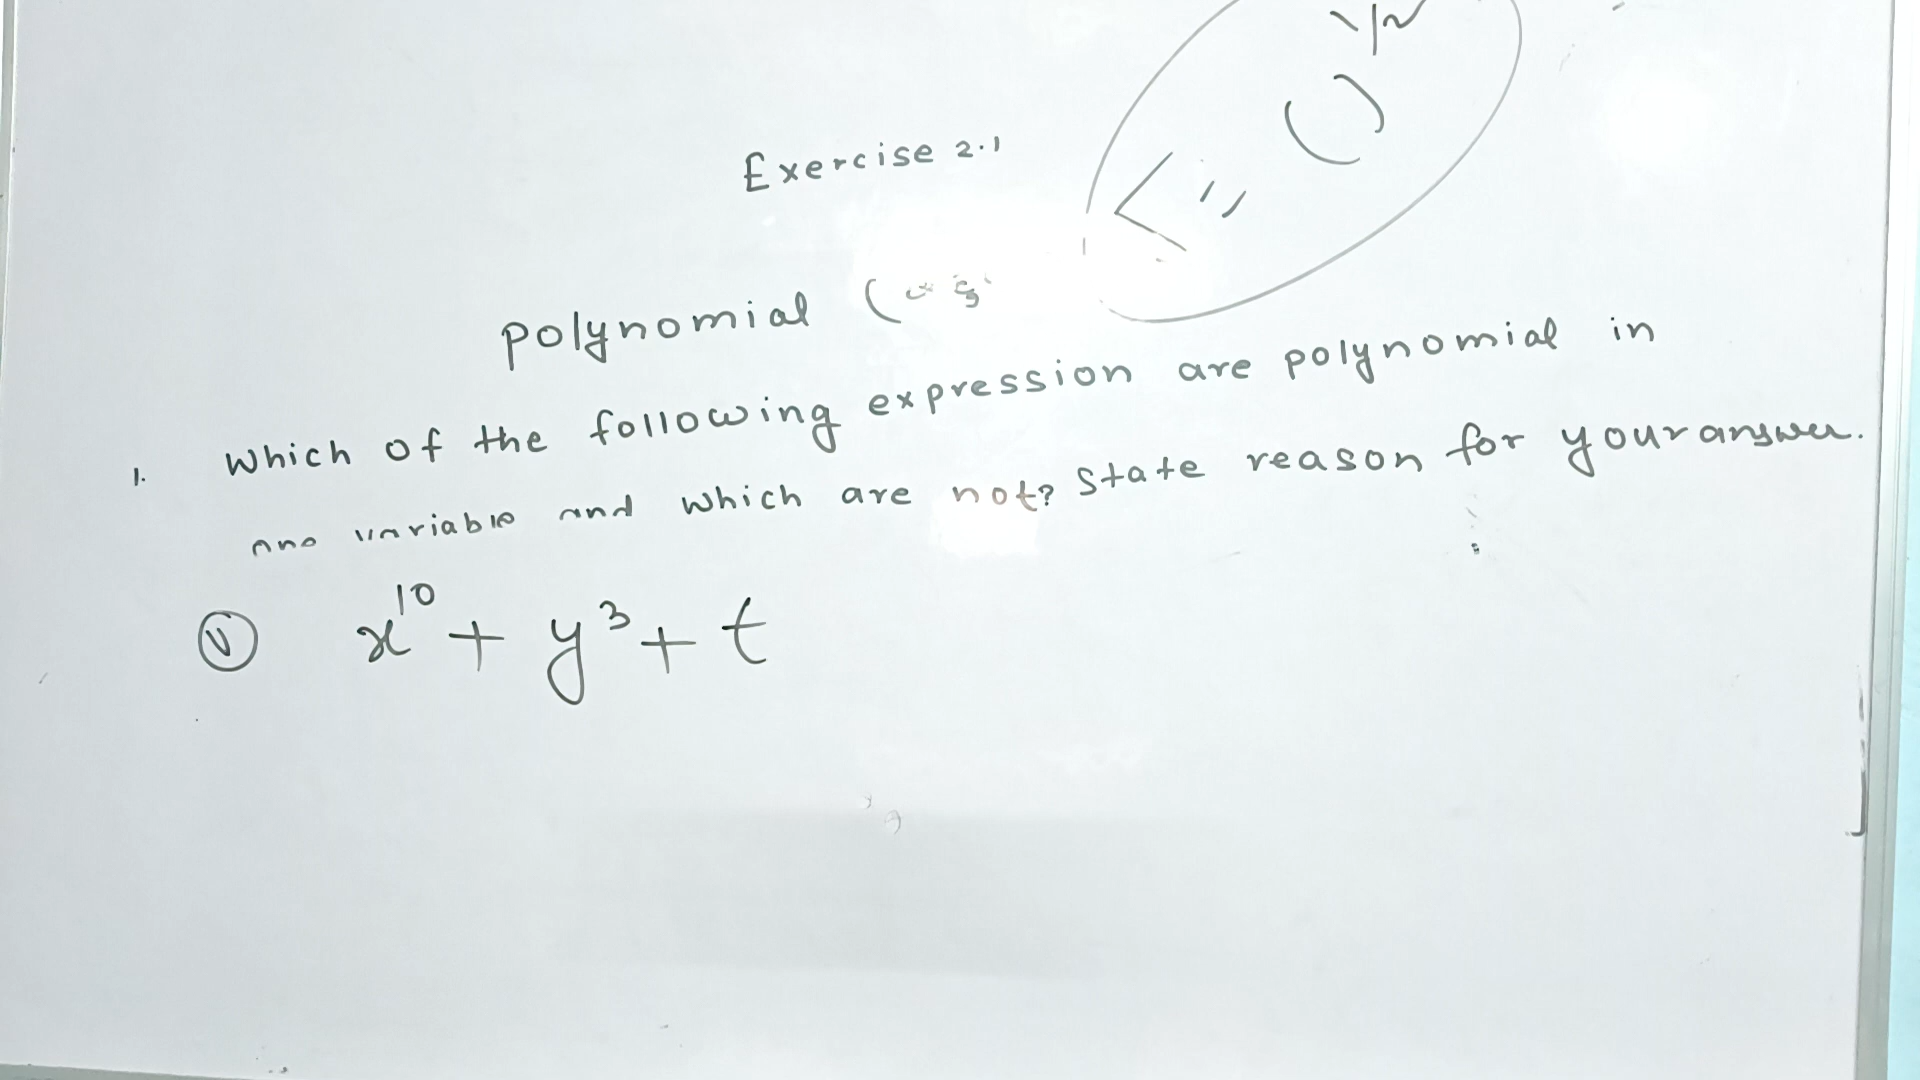 Exercise 2.1
polynomial (
1. Which of the following expression are polynomial in
one variable and which are not? State reason for your answer.
(v) x¹⁰ + y³ + t